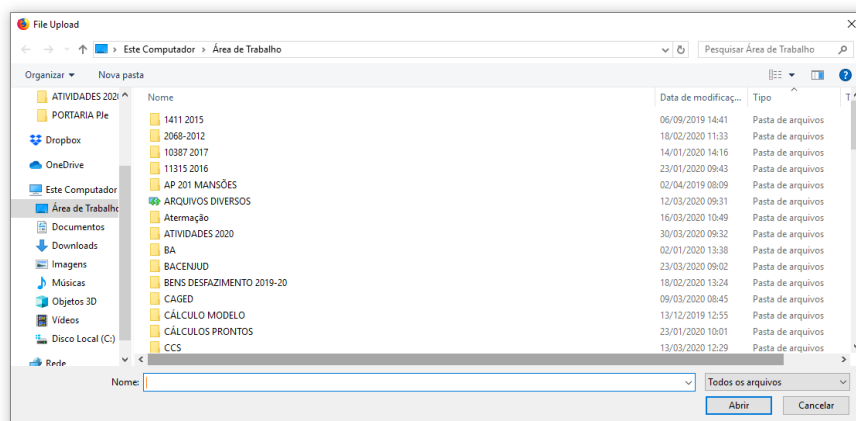 File Upload
Este Computador > Área de Trabalho
Pesquisar Área de Trabalho
Organizar
Nova pasta
ATIVIDADES 202
PORTARIA PJe
Dropbox
OneDrive
Este Computador
Área de Trabalho
Documentos
Downloads
Imagens
Músicas
Objetos 3D
Vídeos
Disco Local (C:)
Rede
Nome Data de modificaç... Tipo T
1411 2015 06/09/2019 14:41 Pasta de arquivos
2068-2012 18/02/2020 11:33 Pasta de arquivos
10387 2017 14/01/2020 14:16 Pasta de arquivos
11315 2016 23/01/2020 09:43 Pasta de arquivos
AP 201 MANSÕES 02/04/2019 08:09 Pasta de arquivos
ARQUIVOS DIVERSOS 12/03/2020 09:31 Pasta de arquivos
Atermação 16/03/2020 10:49 Pasta de arquivos
ATIVIDADES 2020 30/03/2020 09:32 Pasta de arquivos
BA 02/01/2020 13:38 Pasta de arquivos
BACENJUD 23/03/2020 09:02 Pasta de arquivos
BENS DESFAZIMENTO 2019-20 18/02/2020 13:24 Pasta de arquivos
CAGED 09/03/2020 08:45 Pasta de arquivos
CÁLCULO MODELO 13/12/2019 12:55 Pasta de arquivos
CÁLCULOS PRONTOS 23/01/2020 10:01 Pasta de arquivos
CCS 13/03/2020 12:29 Pasta de arquivos
Nome:
Todos os arquivos
Abrir
Cancelar